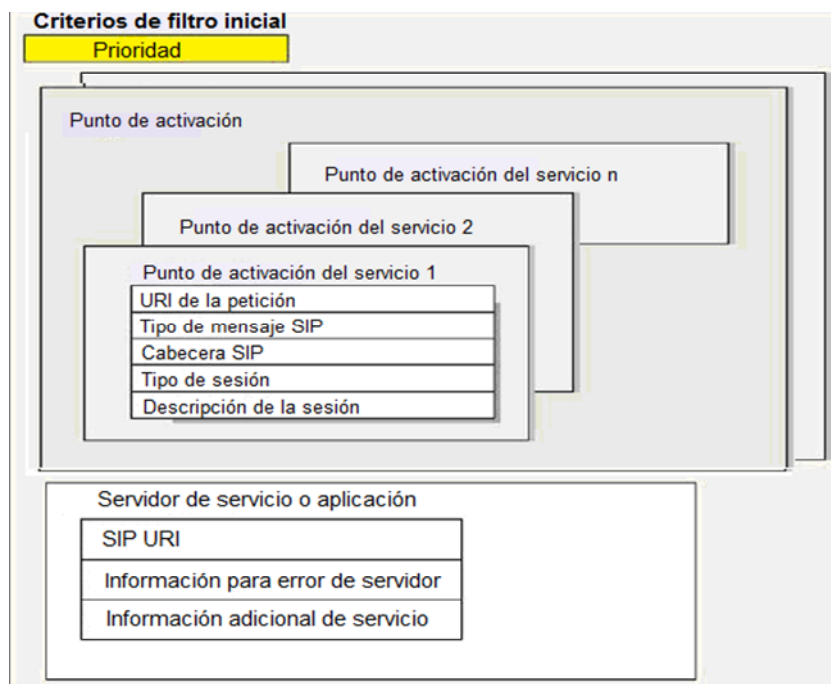 Criterios de filtro inicial
Prioridad
Punto de activación
Punto de activación del servicio n
Punto de activación del servicio 2
Punto de activación del servicio 1
URI de la petición
Tipo de mensaje SIP
Cabecera SIP
Tipo de sesión
Descripción de la sesión
Servidor de servicio o aplicación
SIP URI
Información para error de servidor
Información adicional de servicio